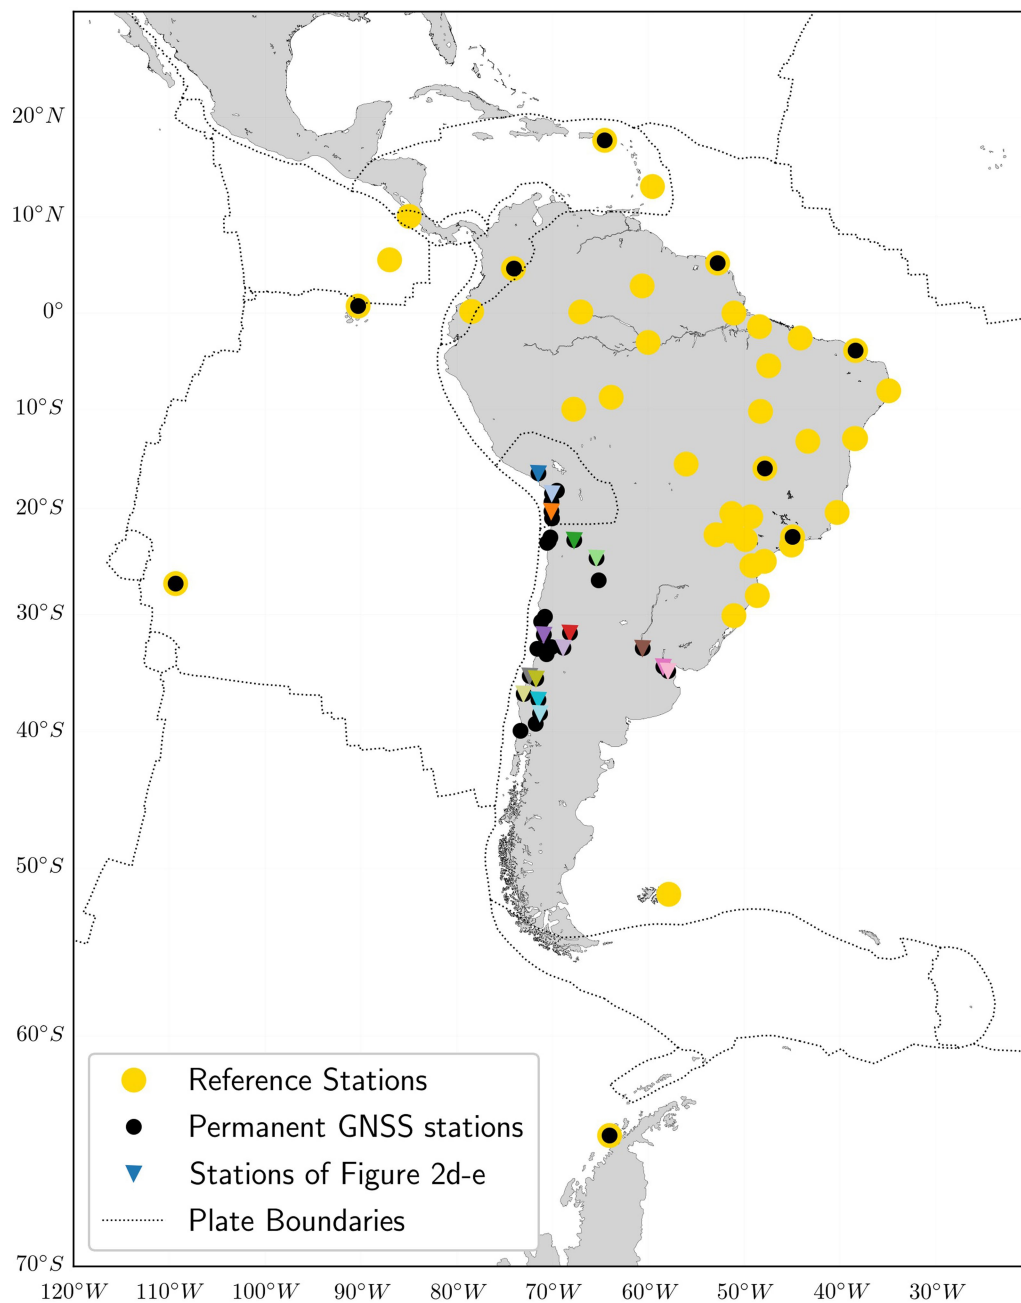 20°N
10°N
0°
10°S
20°S
30°S
40°S
50°S
60°S
70°S
Reference Stations
Permanent GNSS stations
Stations of Figure 2d-e
Plate Boundaries
120°W 110°W 100°W 90°W 80°W 70°W 60°W 50°W 40°W 30°W